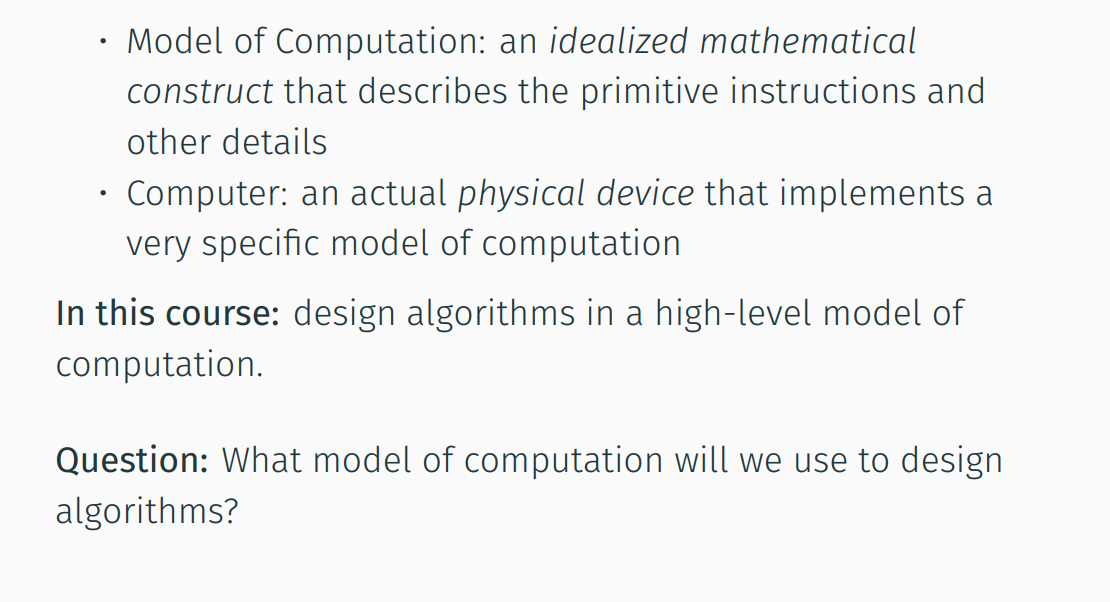 • Model of Computation: an idealized mathematical
construct that describes the primitive instructions and
other details
• Computer: an actual physical device that implements a
very specific model of computation
In this course: design algorithms in a high-level model of
computation.
Question: What model of computation will we use to design
algorithms?